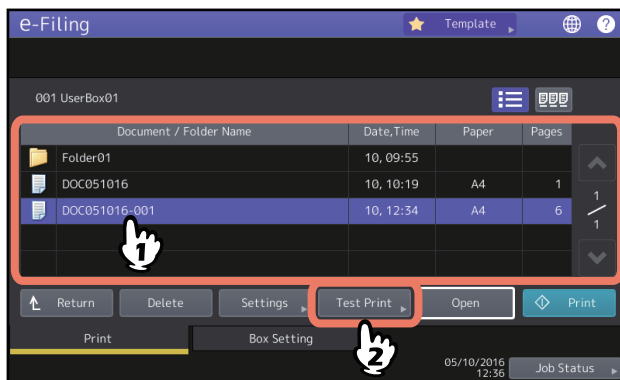 e-Filing Template ?
001 UserBox01
Document / Folder Name Date,Time Paper Pages
Folder01 10, 09:55
DOC051016 10, 10:19 A4 1
DOC051016-001 10, 12:34 A4 6
1
1
1
Return Delete Settings Test Print Open Print
2
Print Box Setting
05/10/2016
12:36 Job Status